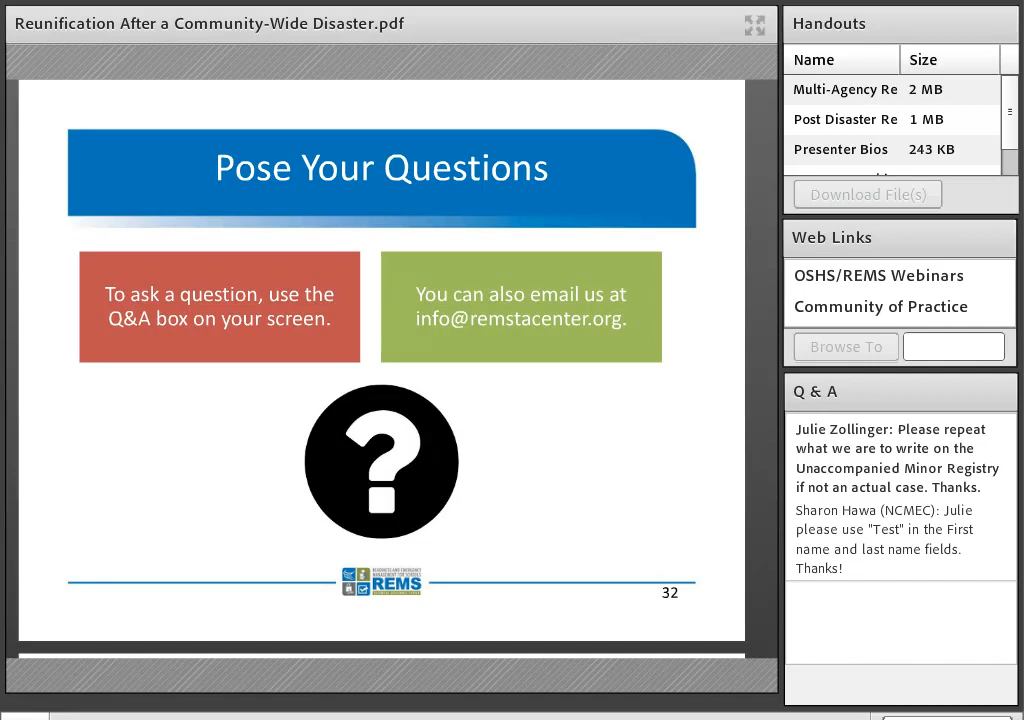 Reunification After a Community-Wide Disaster.pdf
Pose Your Questions
To ask a question, use the
Q&A box on your screen.
You can also email us at
info@remstacenter.org.
REMS
32
Handouts
Name Size
Multi-Agency Re 2 MB
Post Disaster Re 1 MB
Presenter Bios 243 KB
Download File(s)
Web Links
OSHS/REMS Webinars
Community of Practice
Browse To
Q & A
Julie Zollinger: Please repeat
what we are to write on the
Unaccompanied Minor Registry
if not an actual case. Thanks.
Sharon Hawa (NCMEC): Julie
please use "Test" in the First
name and last name fields.
Thanks!